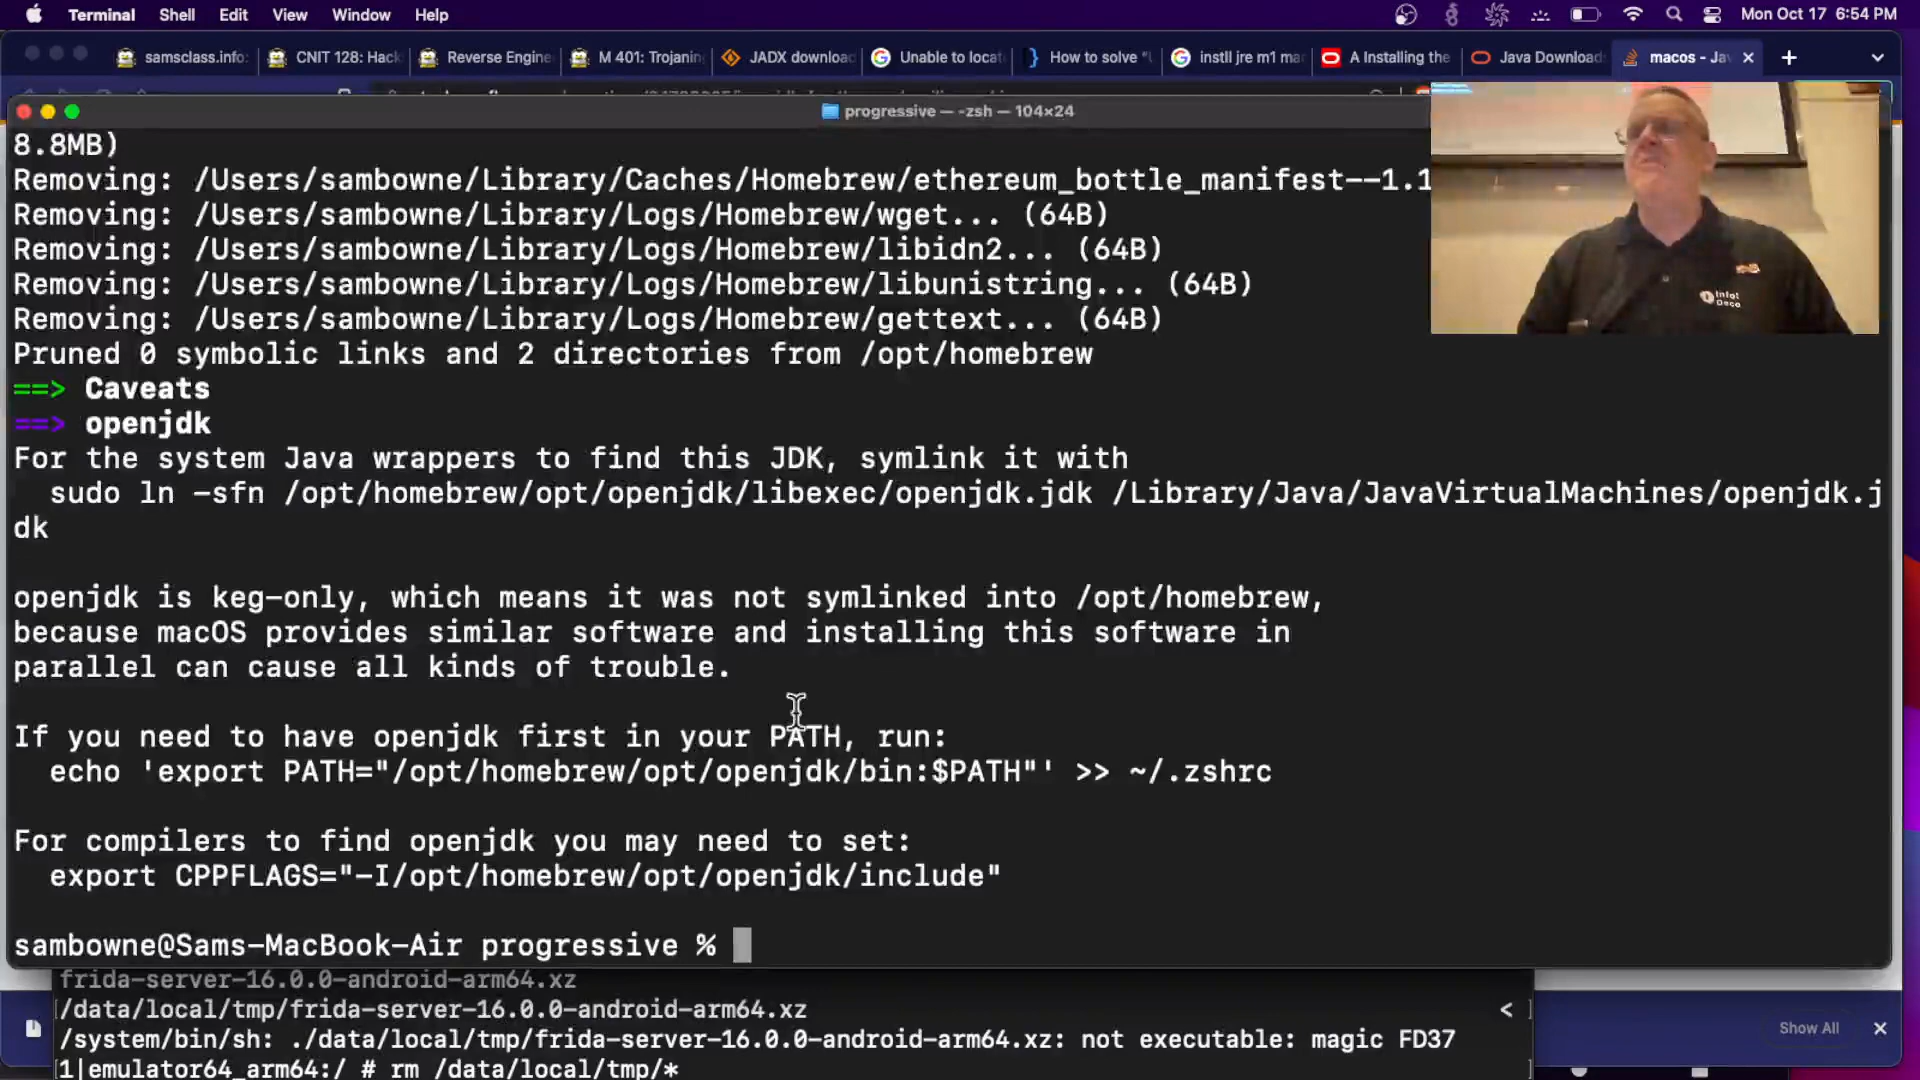 Terminal Shell Edit View Window Help Mon Oct 17 6:54 PM
samsclass.info: CNIT 128: Hack Reverse Engine M 401: Trojanin JADX download Unable to locat How to solve "U instll jre m1 mac A Installing the Java Download macos - Jav
progressive — -zsh — 104×24
8.8MB)
Removing: /Users/sambowne/Library/Caches/Homebrew/ethereum_bottle_manifest--1.1
Removing: /Users/sambowne/Library/Logs/Homebrew/wget... (64B)
Removing: /Users/sambowne/Library/Logs/Homebrew/libidn2... (64B)
Removing: /Users/sambowne/Library/Logs/Homebrew/libunistring... (64B)
Removing: /Users/sambowne/Library/Logs/Homebrew/gettext... (64B)
Pruned 0 symbolic links and 2 directories from /opt/homebrew
==> Caveats
==> openjdk
For the system Java wrappers to find this JDK, symlink it with
sudo ln -sfn /opt/homebrew/opt/openjdk/libexec/openjdk.jdk /Library/Java/JavaVirtualMachines/openjdk.j
dk
openjdk is keg-only, which means it was not symlinked into /opt/homebrew,
because macOS provides similar software and installing this software in
parallel can cause all kinds of trouble.
If you need to have openjdk first in your PATH, run:
echo 'export PATH="/opt/homebrew/opt/openjdk/bin:$PATH"' >> ~/.zshrc
For compilers to find openjdk you may need to set:
export CPPFLAGS="-I/opt/homebrew/opt/openjdk/include"
sambowne@Sams-MacBook-Air progressive %
frida-server-16.0.0-android-arm64.xz
/data/local/tmp/frida-server-16.0.0-android-arm64.xz <
/system/bin/sh: ./data/local/tmp/frida-server-16.0.0-android-arm64.xz: not executable: magic FD37
1|emulator64_arm64:/ # rm /data/local/tmp/*
Show All